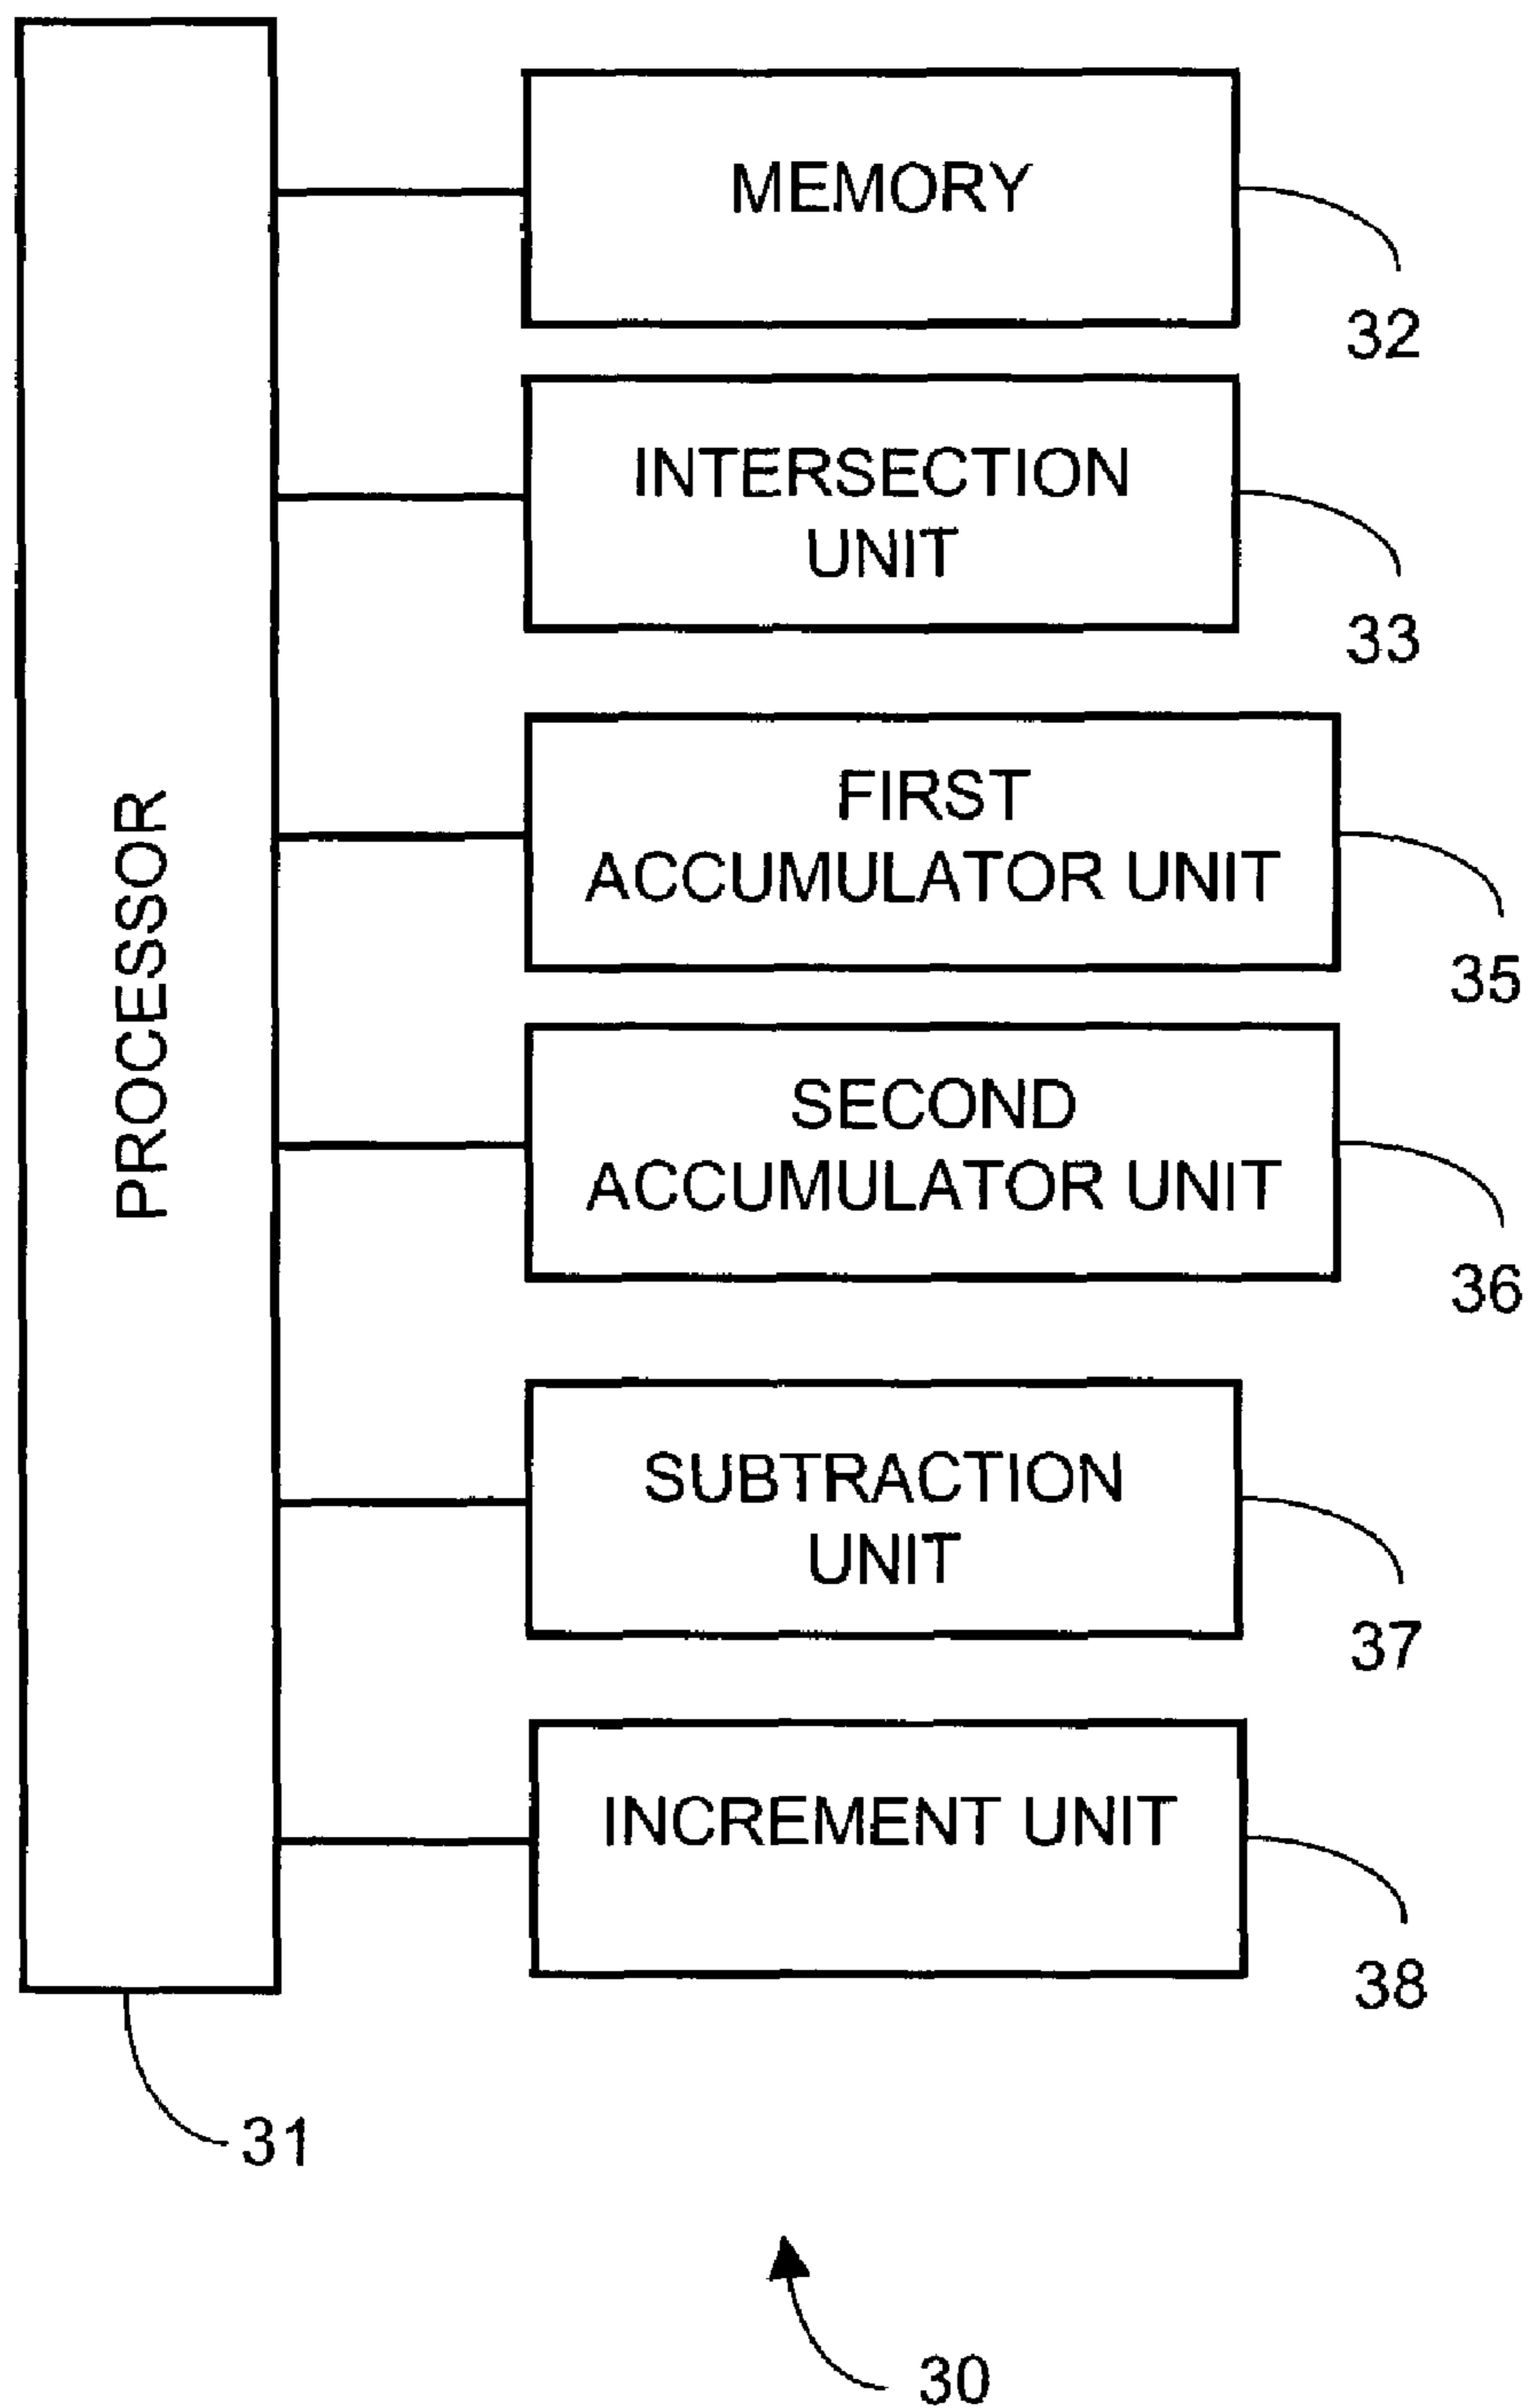 PROCESSOR
MEMORY
32
INTERSECTION
UNIT
33
FIRST
ACCUMULATOR UNIT
35
SECOND
ACCUMULATOR UNIT
36
SUBTRACTION
UNIT
37
INCREMENT UNIT
38
31
30